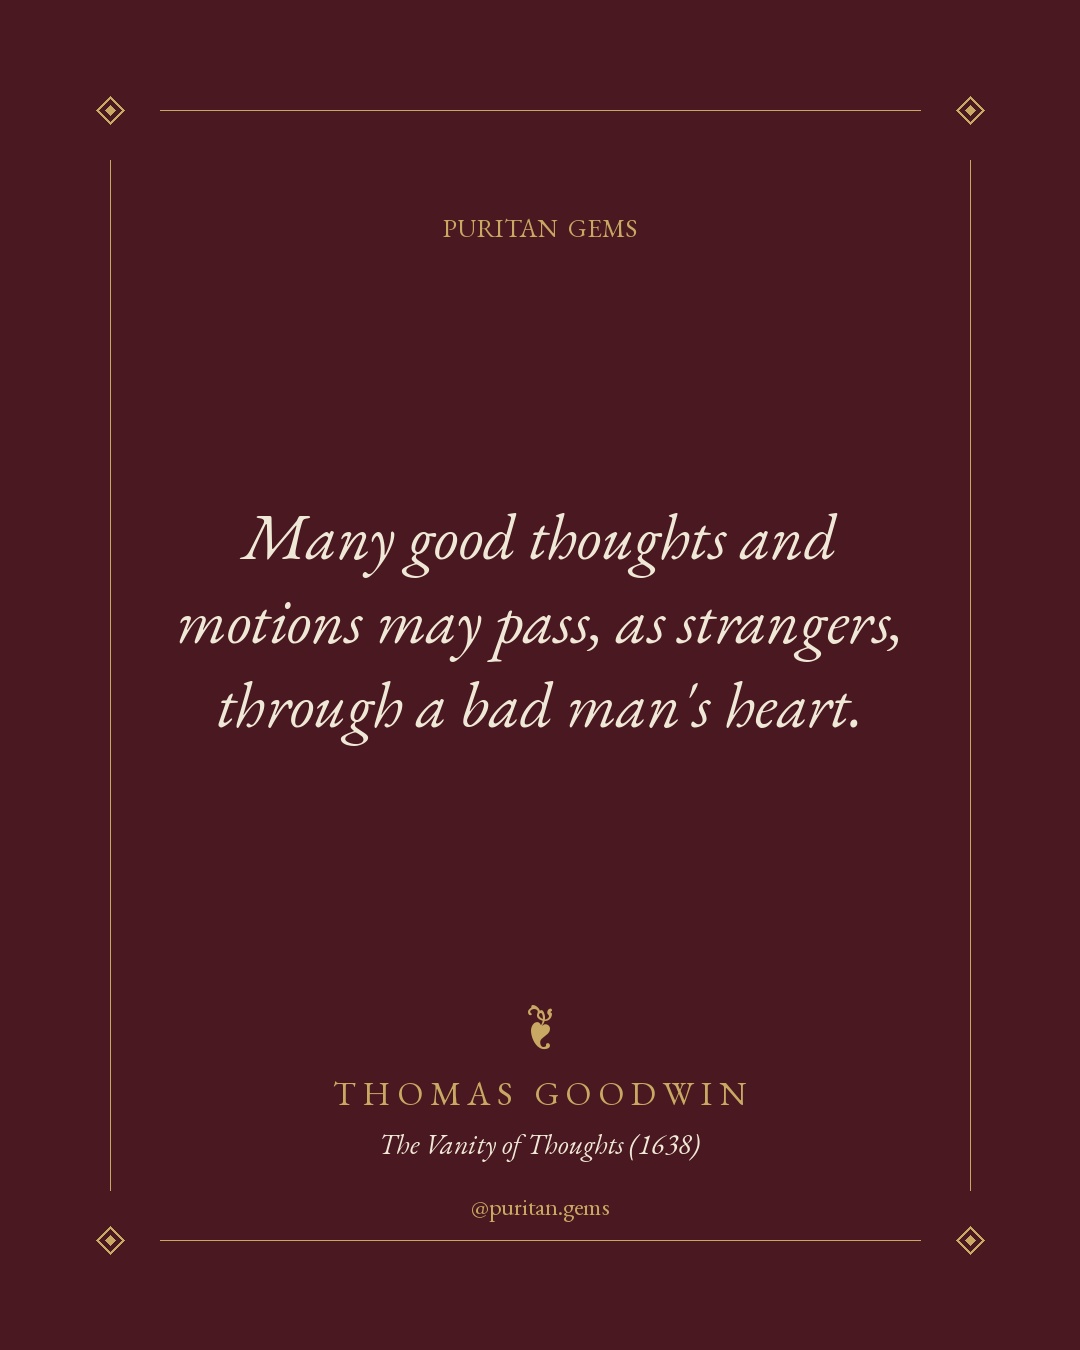 PURITAN GEMS
Many good thoughts and
motions may pass, as strangers,
through a bad man's heart.
THOMAS GOODWIN
The Vanity of Thoughts (1638)
@puritan.gems